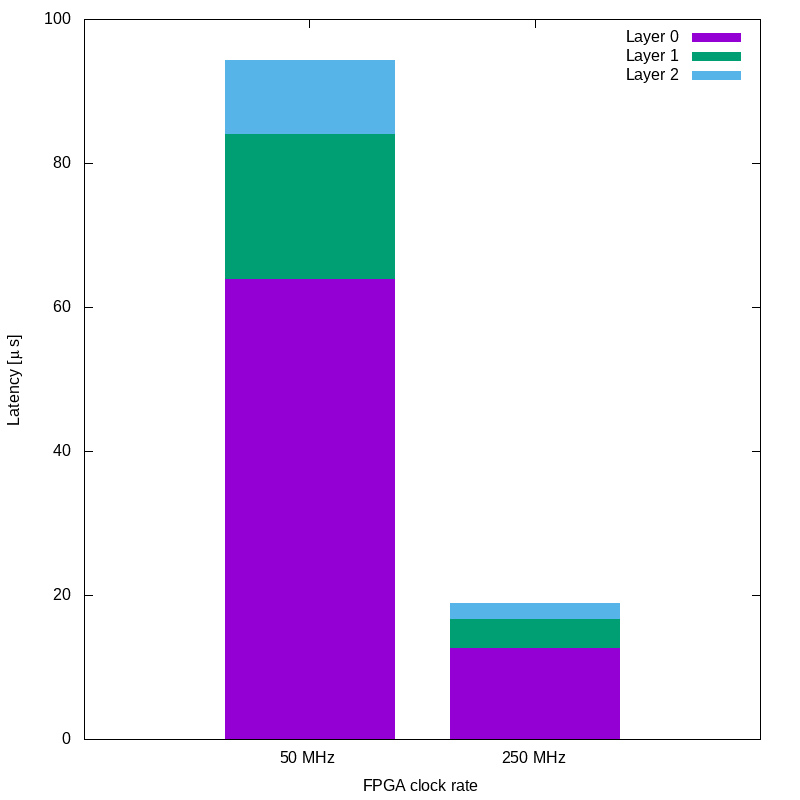 100
80
60
40
20
0
Latency [μs]
Layer 0
Layer 1
Layer 2
50 MHz
250 MHz
FPGA clock rate